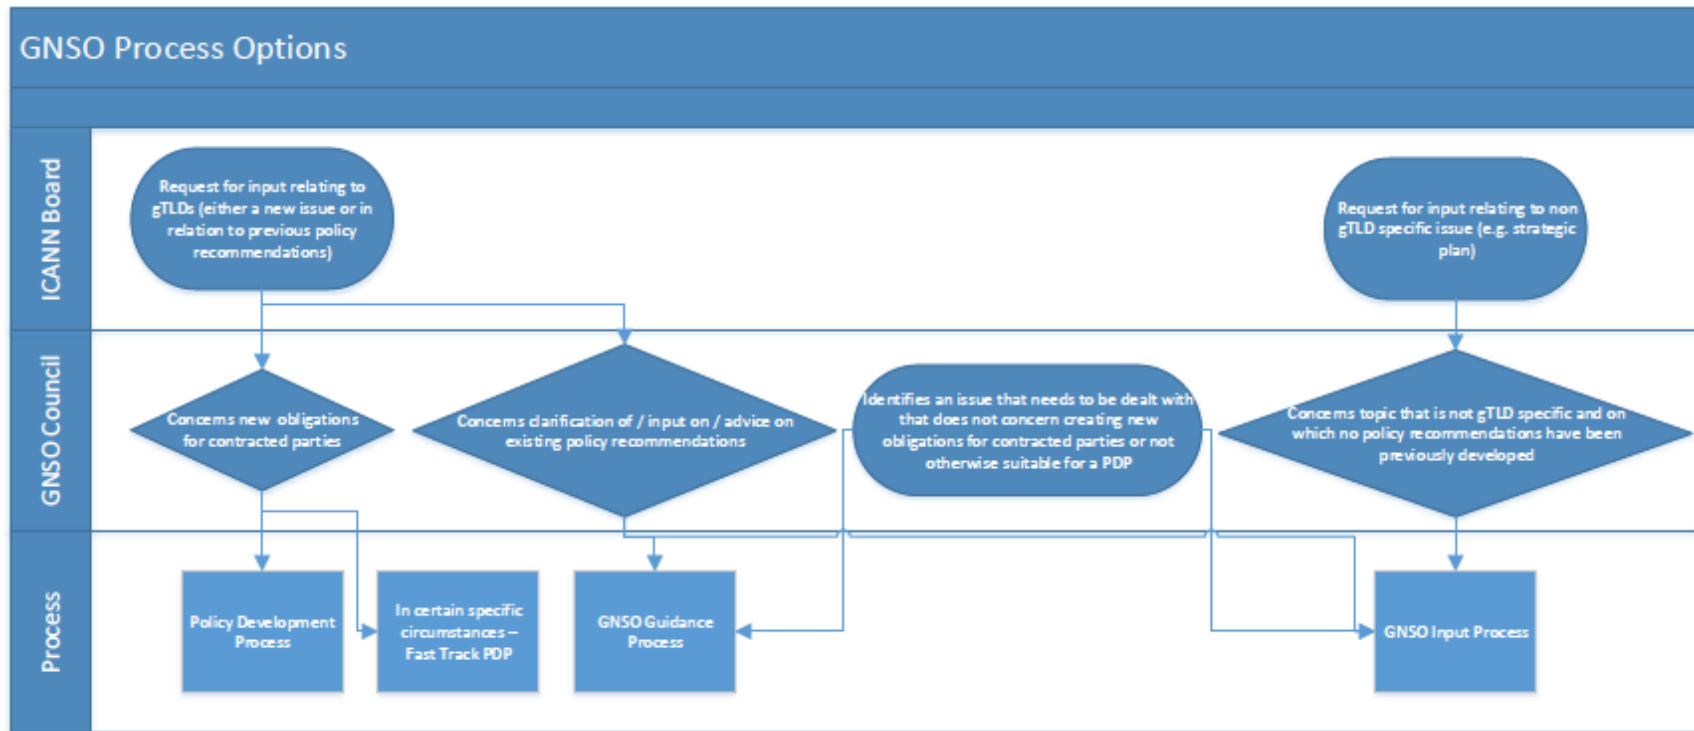 GNSO Process Options
ICANN Board
Request for input relating to
gTLDs (either a new issue or in
relation to previous policy
recommendations)
Request for input relating to non
gTLD specific issue (e.g. strategic
plan)
GNSO Council
Concerns new obligations
for contracted parties
Concerns clarification of / input on / advice on
existing policy recommendations
Identifies an issue that needs to be dealt with
that does not concern creating new
obligations for contracted parties or not
otherwise suitable for a PDP
Concerns topic that is not gTLD specific and on
which no policy recommendations have been
previously developed
Process
Policy Development
Process
In certain specific
circumstances –
Fast Track PDP
GNSO Guidance
Process
GNSO Input Process